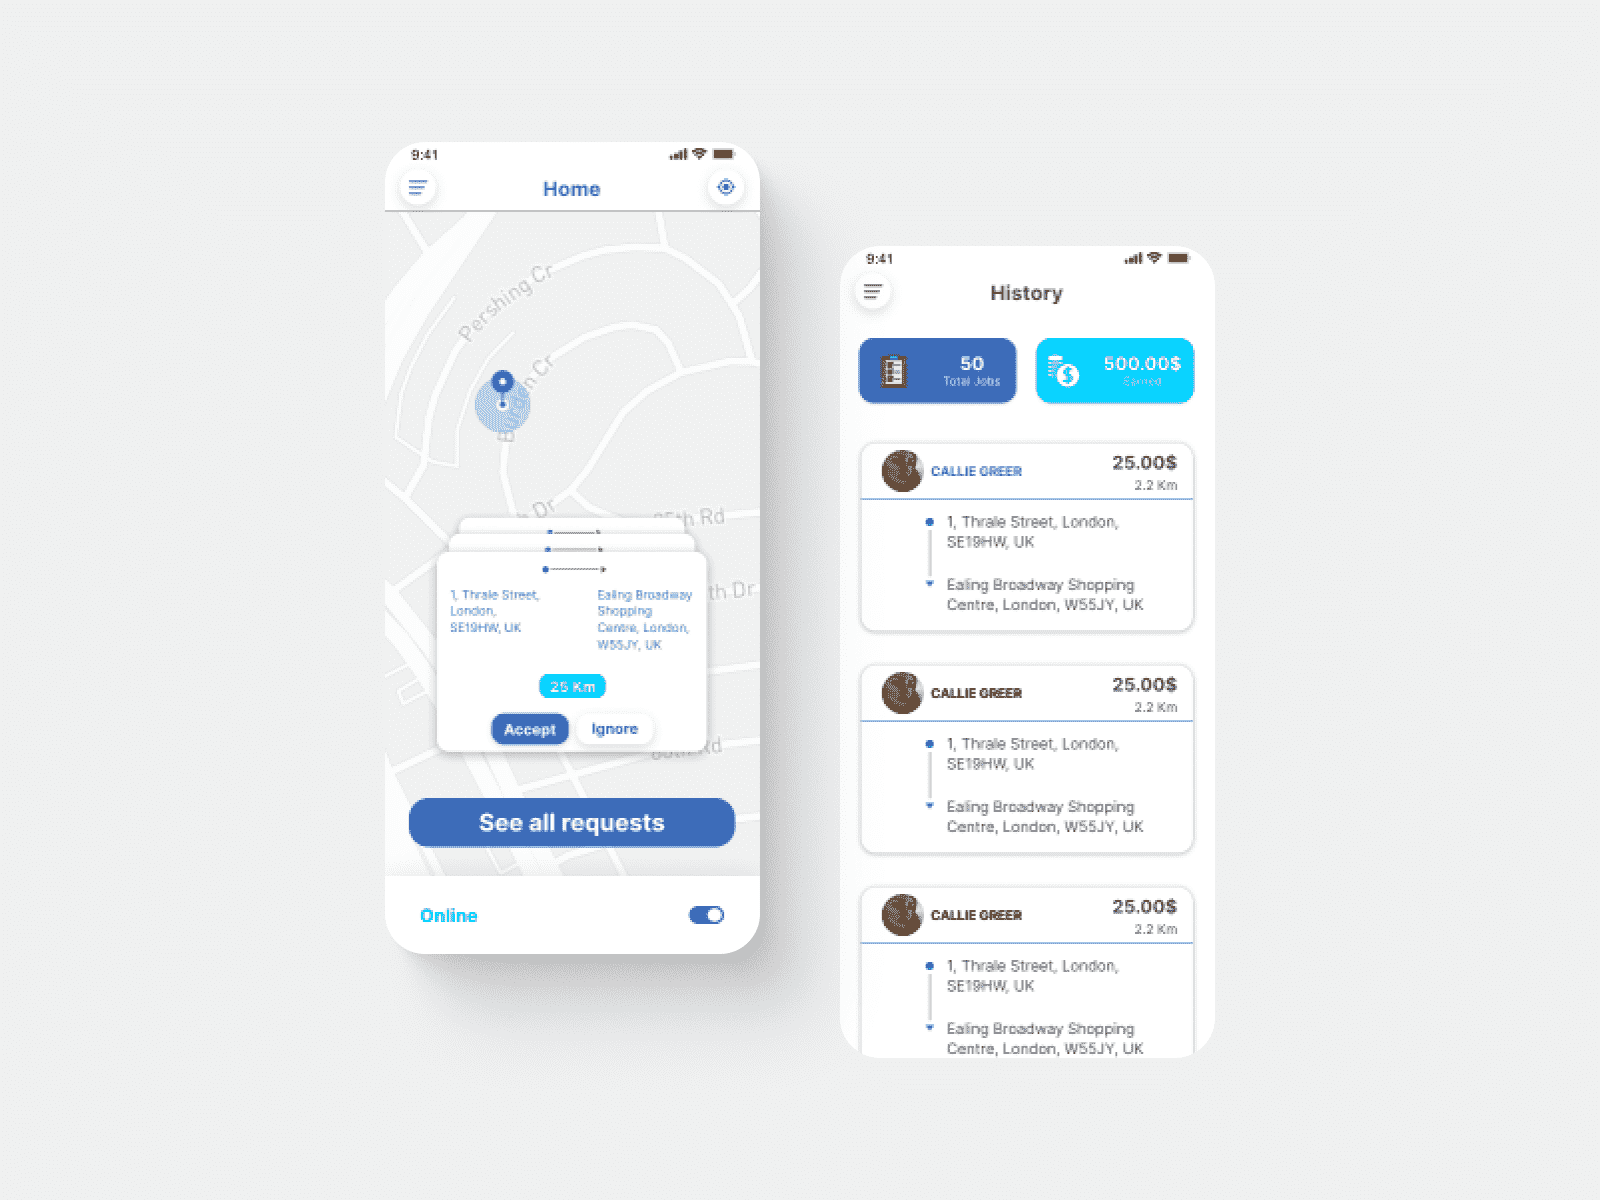 9:41
Home
Pershing Cr
n Cr
h Dr
th Rd
th Dr
1, Thrale Street,
London,
SE19HW, UK
Ealing Broadway
Shopping
Centre, London,
W55JY, UK
25 Km
Accept
Ignore
See all requests
Online
9:41
History
50
Total Jobs
500.00$
Earned
CALLIE GREER
25.00$
2.2 Km
1, Thrale Street, London,
SE19HW, UK
Ealing Broadway Shopping
Centre, London, W55JY, UK
CALLIE GREER
25.00$
2.2 Km
1, Thrale Street, London,
SE19HW, UK
Ealing Broadway Shopping
Centre, London, W55JY, UK
CALLIE GREER
25.00$
2.2 Km
1, Thrale Street, London,
SE19HW, UK
Ealing Broadway Shopping
Centre, London, W55JY, UK